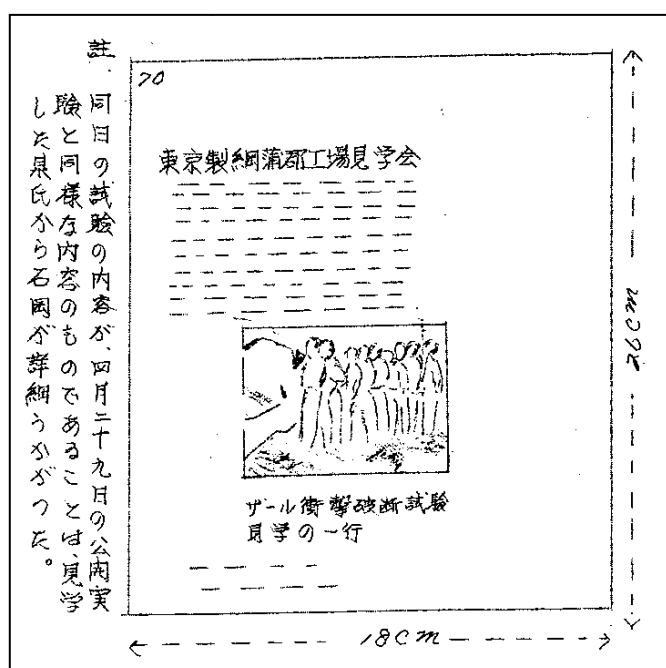 70
東京製綱蒲郡工場見学会
ザール衝撃破断試験
見学の一行
18cm
26cm
註、同日の試験の内容が、四月二十九日の公開実
験と同様な内容のものであることは、見学
した泉氏から石岡が詳細うかがつた。